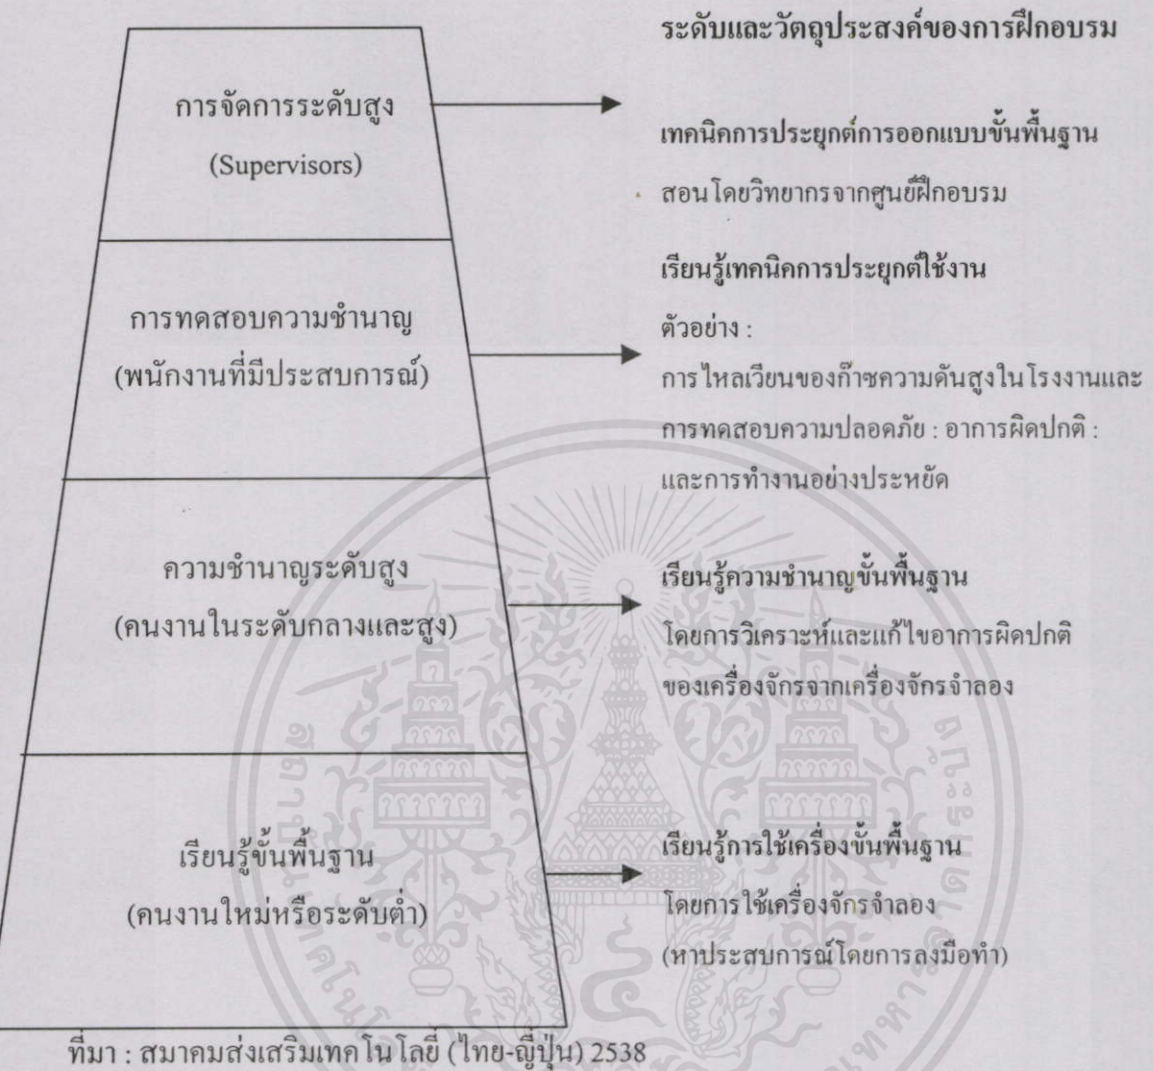 ระดับและวัตถุประสงค์ของการฝึกอบรม
การจัดการระดับสูง
(Supervisors)
เทคนิคการประยุกต์การออกแบบขั้นพื้นฐาน
สอนโดยวิทยากรจากศูนย์ฝึกอบรม
การทดสอบความชำนาญ
(พนักงานที่มีประสบการณ์)
เรียนรู้เทคนิคการประยุกต์ใช้งาน
ตัวอย่าง :
การไหลเวียนของก๊าซความดันสูงในโรงงานและ
การทดสอบความปลอดภัย : อาการผิดปกติ :
และการทำงานอย่างประหยัด
ความชำนาญระดับสูง
(คนงานในระดับกลางและสูง)
เรียนรู้ความชำนาญขั้นพื้นฐาน
โดยการวิเคราะห์และแก้ไขอาการผิดปกติ
ของเครื่องจักรจากเครื่องจักรจำลอง
เรียนรู้ขั้นพื้นฐาน
(คนงานใหม่หรือระดับต่ำ)
เรียนรู้การใช้เครื่องขั้นพื้นฐาน
โดยการใช้เครื่องจักรจำลอง
(หาประสบการณ์โดยการลงมือทำ)
ที่มา : สมาคมส่งเสริมเทคโนโลยี (ไทย-ญี่ปุ่น) 2538